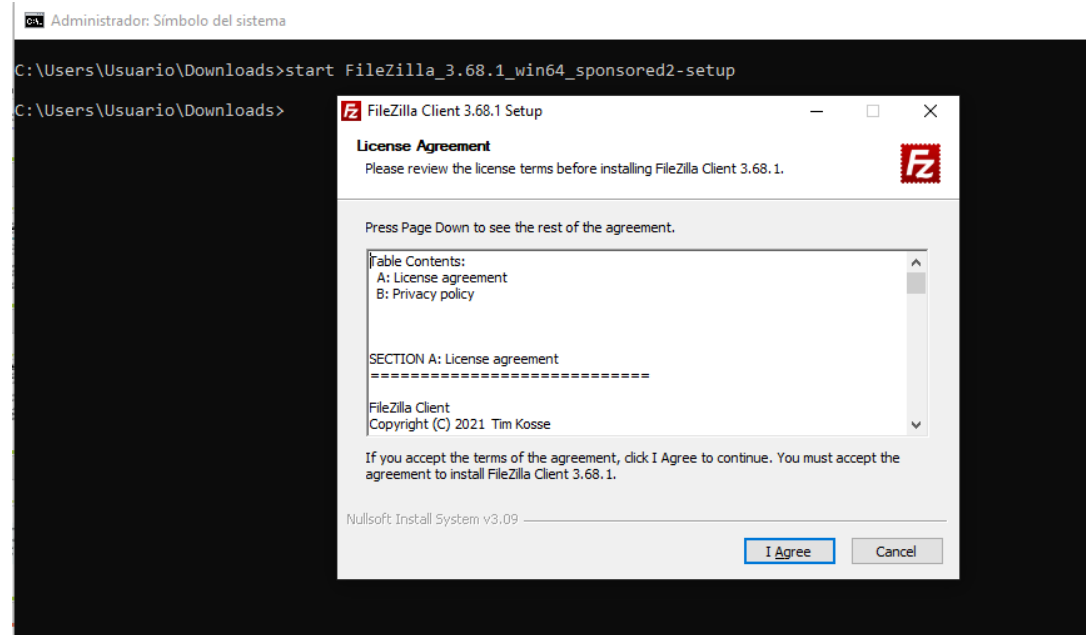 Administrador: Símbolo del sistema
C:\Users\Usuario\Downloads>start FileZilla_3.68.1_win64_sponsored2-setup
C:\Users\Usuario\Downloads>
FileZilla Client 3.68.1 Setup
License Agreement
Please review the license terms before installing FileZilla Client 3.68.1.
Press Page Down to see the rest of the agreement.
Table Contents:
A: License agreement
B: Privacy policy
SECTION A: License agreement
============================
FileZilla Client
Copyright (C) 2021 Tim Kosse
If you accept the terms of the agreement, click I Agree to continue. You must accept the
agreement to install FileZilla Client 3.68.1.
Nullsoft Install System v3.09
I Agree
Cancel